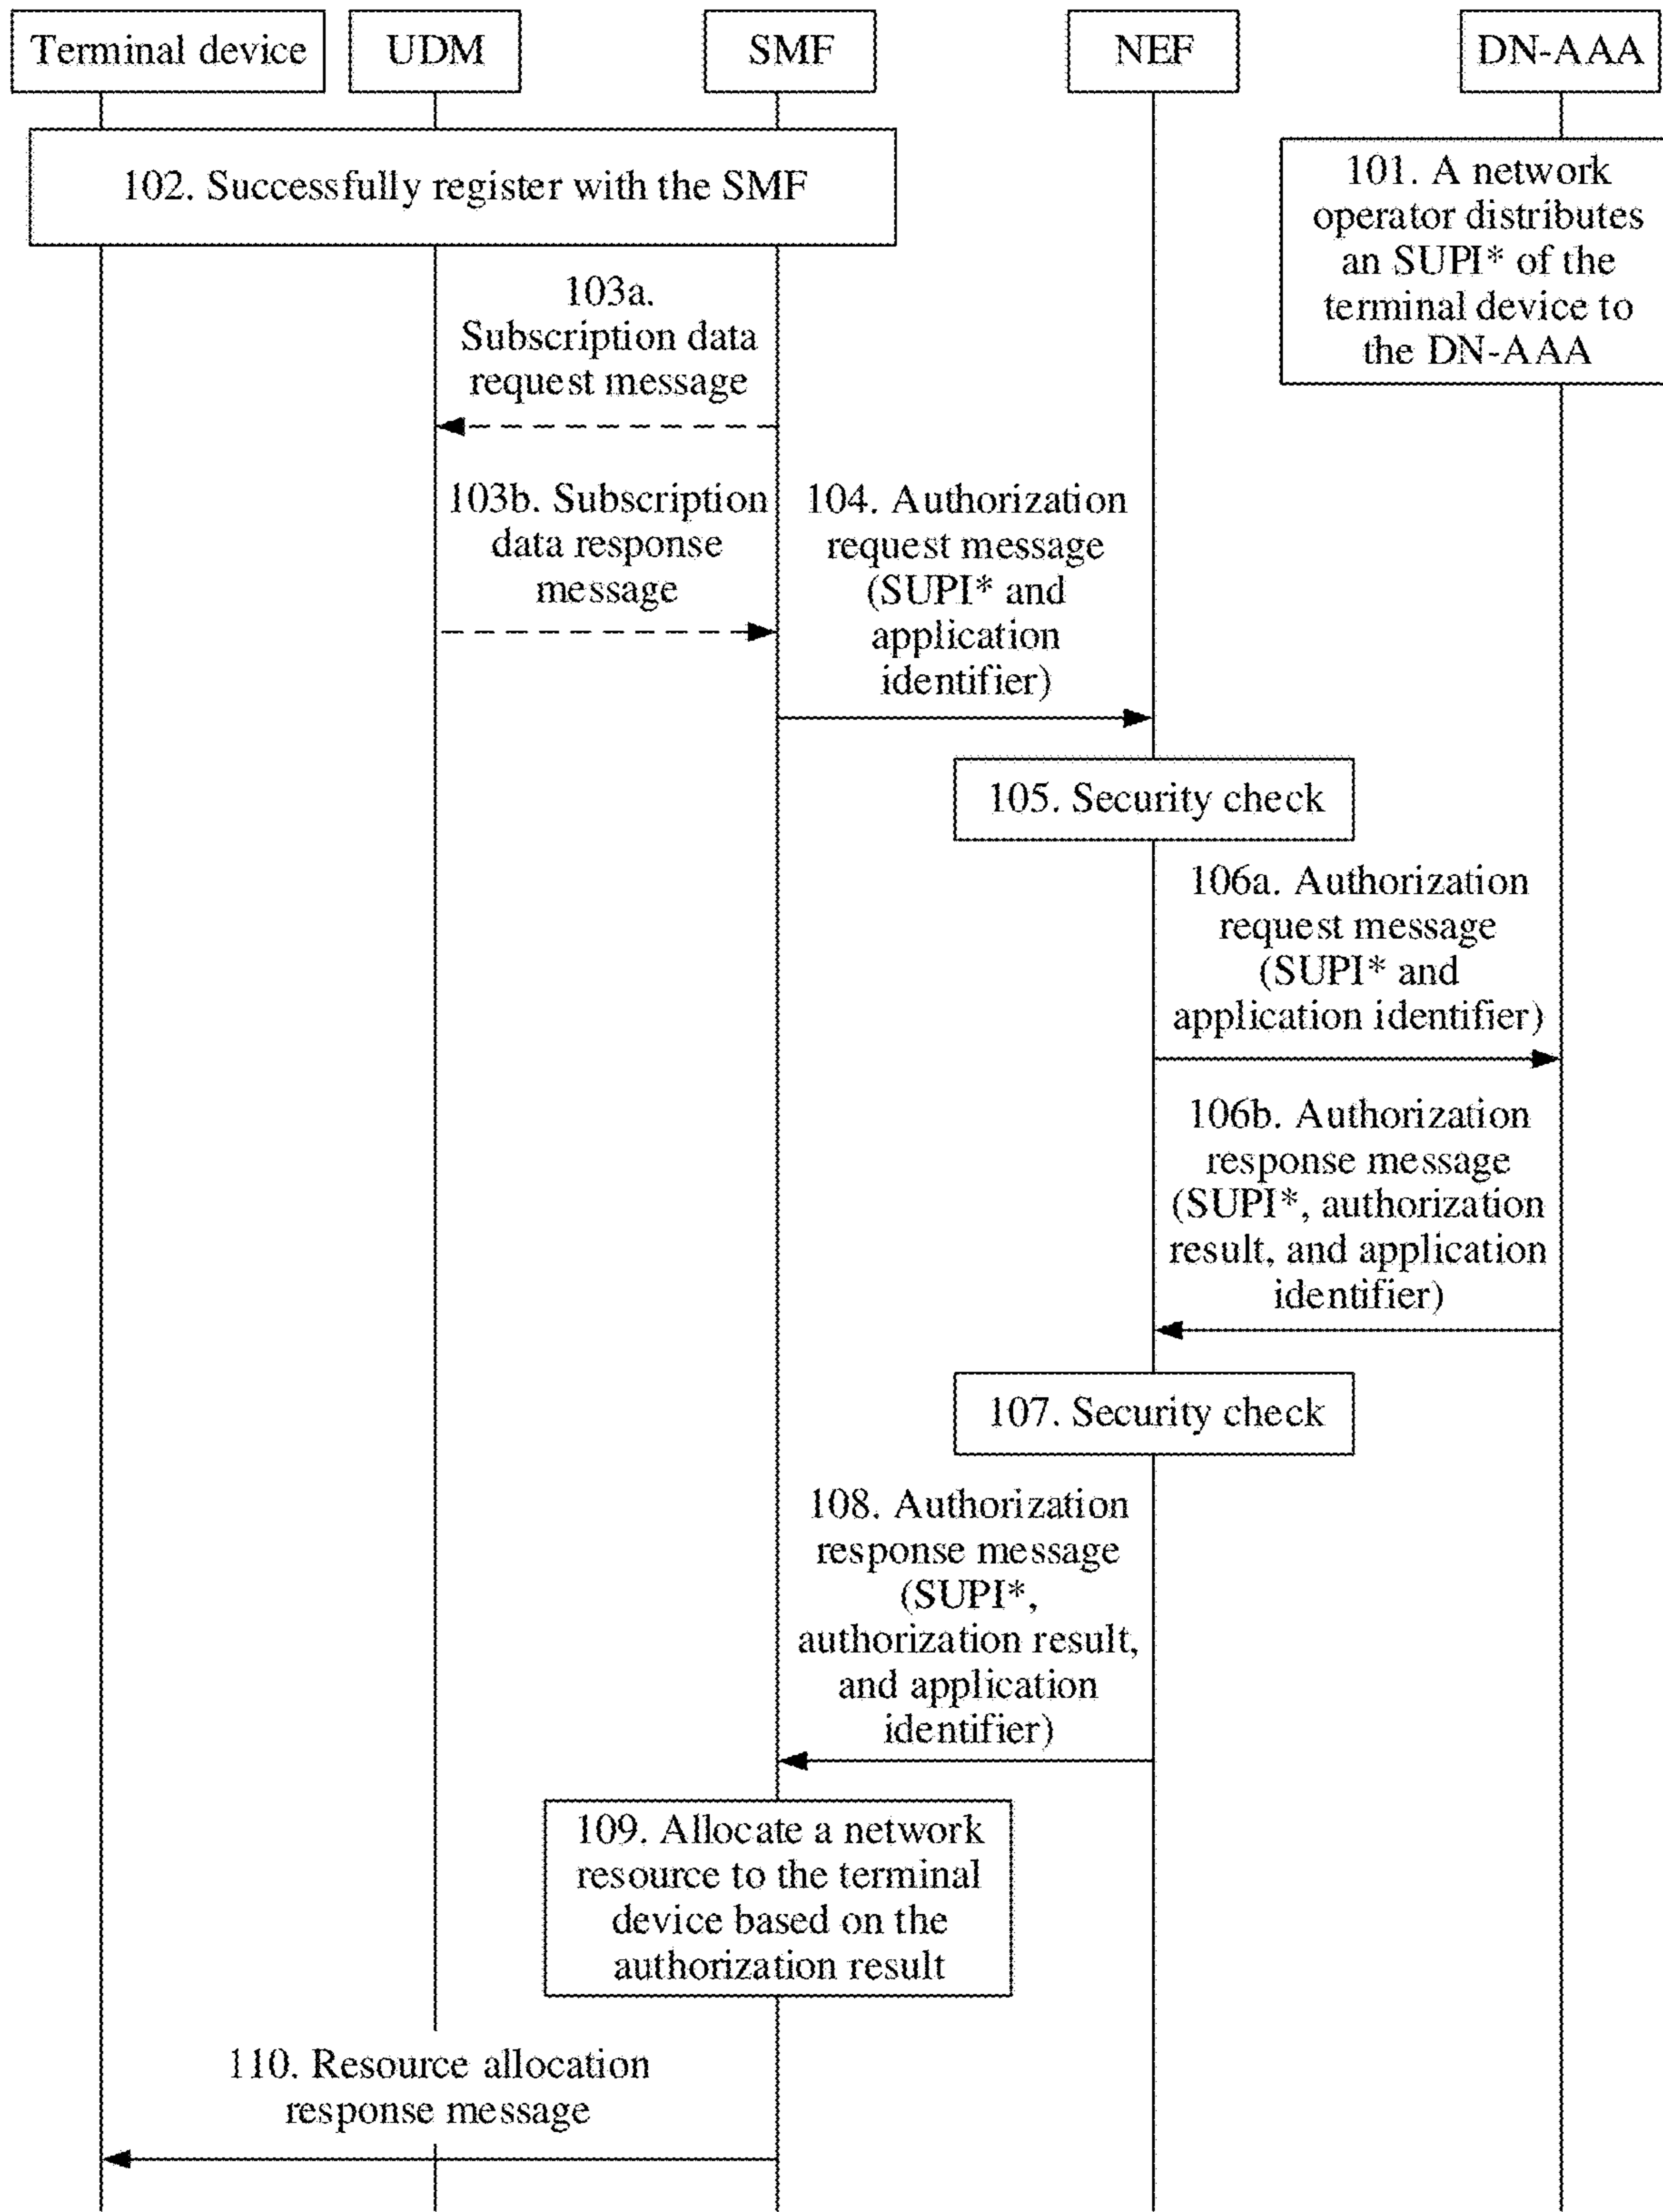 Terminal device
UDM
SMF
NEF
DN-AAA
102. Successfully register with the SMF
101. A network
operator distributes
an SUPI* of the
terminal device to
the DN-AAA
103a.
Subscription data
request message
103b. Subscription
data response
message
104. Authorization
request message
(SUPI* and
application
identifier)
105. Security check
106a. Authorization
request message
(SUPI* and
application identifier)
106b. Authorization
response message
(SUPI*, authorization
result, and application
identifier)
107. Security check
108. Authorization
response message
(SUPI*,
authorization result,
and application
identifier)
109. Allocate a network
resource to the terminal
device based on the
authorization result
110. Resource allocation
response message